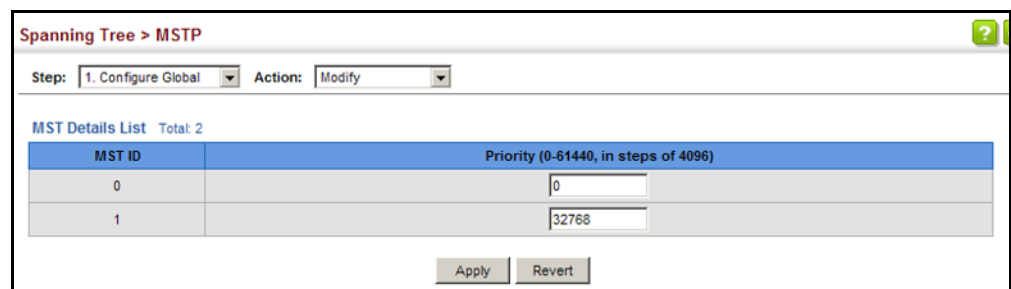 Spanning Tree > MSTP
?
Step: 1. Configure Global Action: Modify
MST Details List Total: 2
MST ID Priority (0-61440, in steps of 4096)
0 0
1 32768
Apply Revert